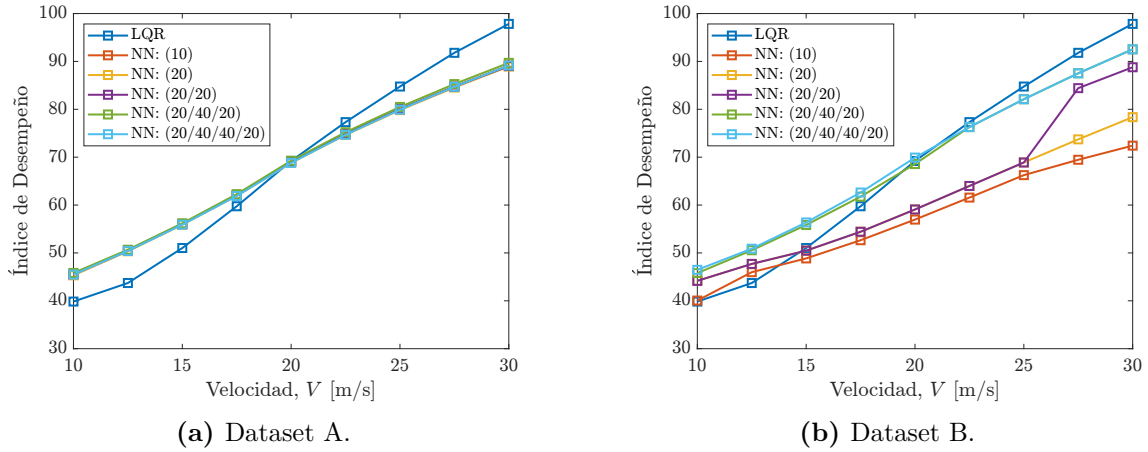 100
90
80
70
60
50
40
30
Índice de Desempeño
LQR
NN: (10)
NN: (20)
NN: (20/20)
NN: (20/40/20)
NN: (20/40/40/20)
10
15
20
25
30
Velocidad, V [m/s]
(a) Dataset A.
100
90
80
70
60
50
40
30
Índice de Desempeño
LQR
NN: (10)
NN: (20)
NN: (20/20)
NN: (20/40/20)
NN: (20/40/40/20)
10
15
20
25
30
Velocidad, V [m/s]
(b) Dataset B.